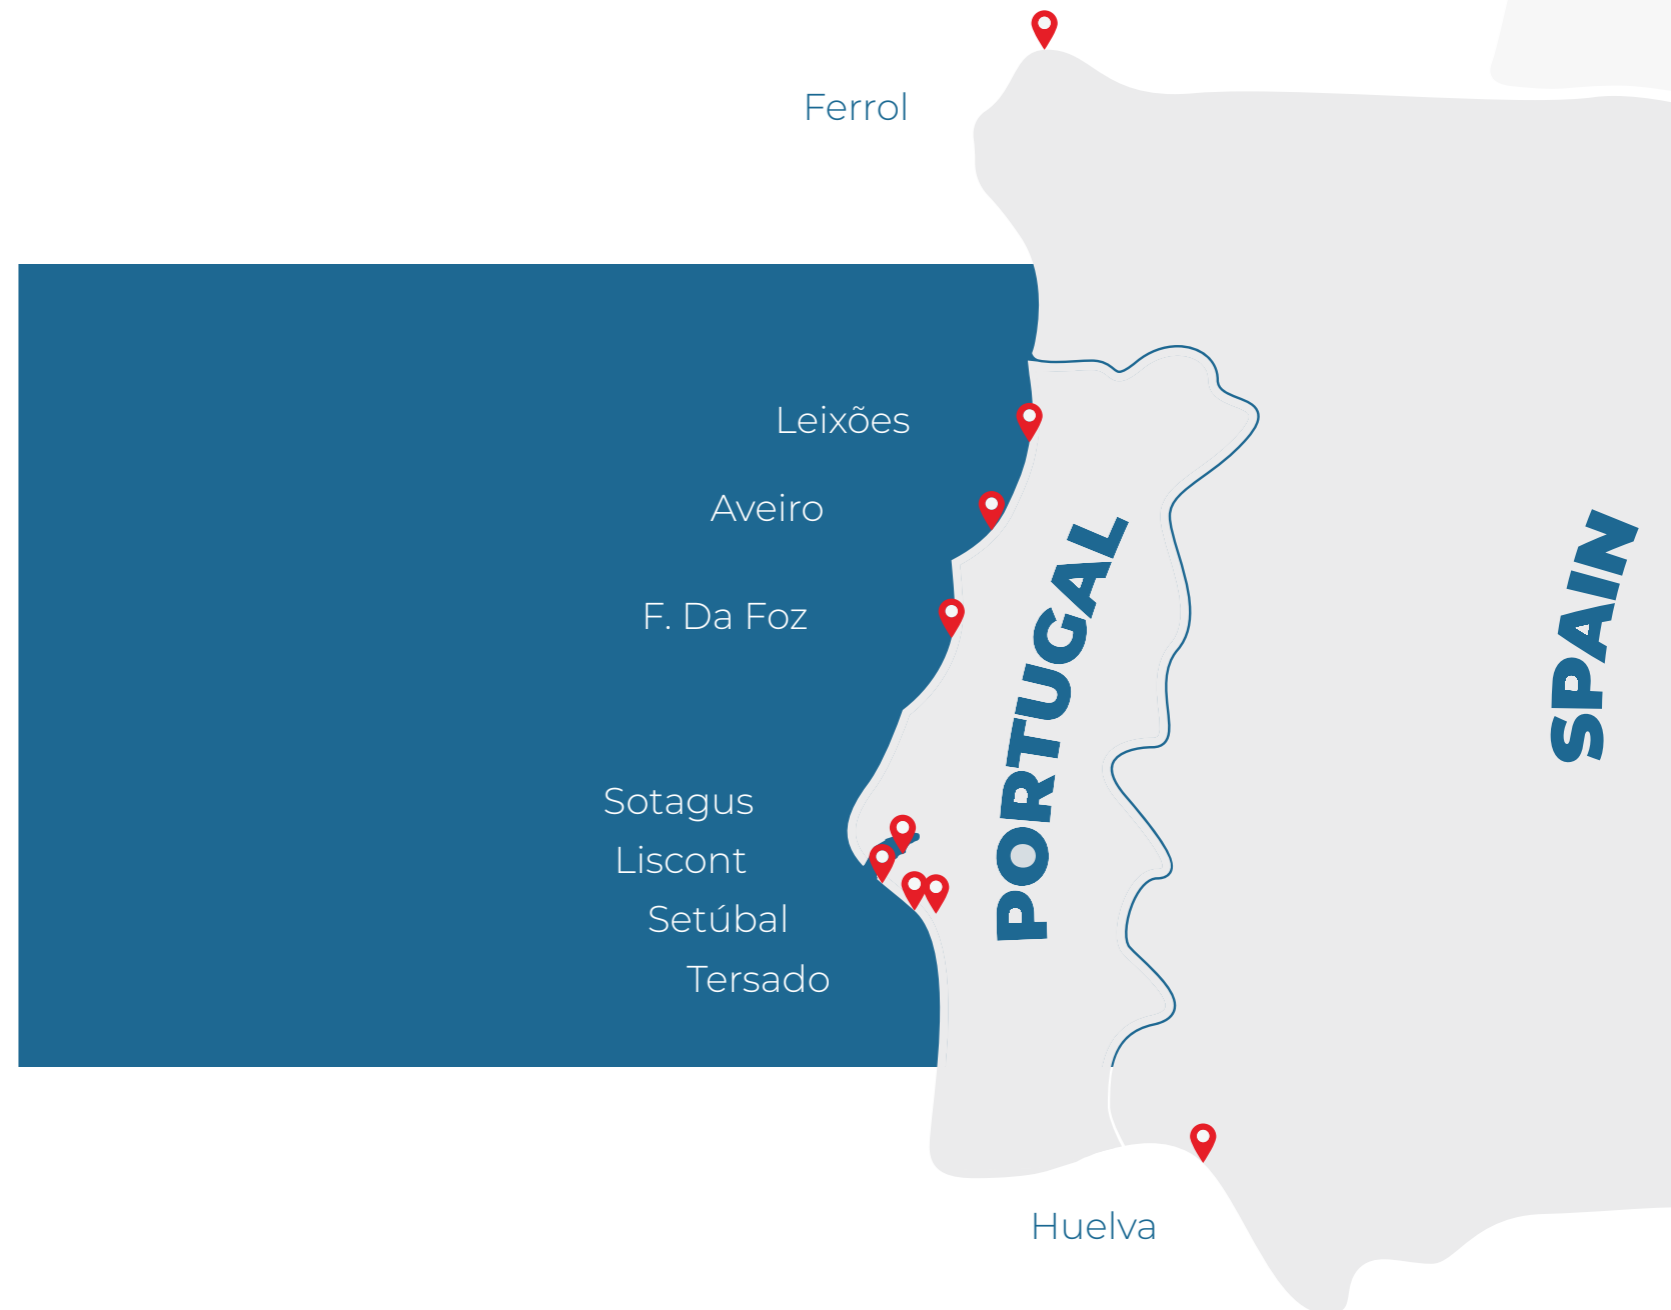 Ferrol
Leixões
Aveiro
F. Da Foz
PORTUGAL
SPAIN
Sotagus
Liscont
Setúbal
Tersado
Huelva